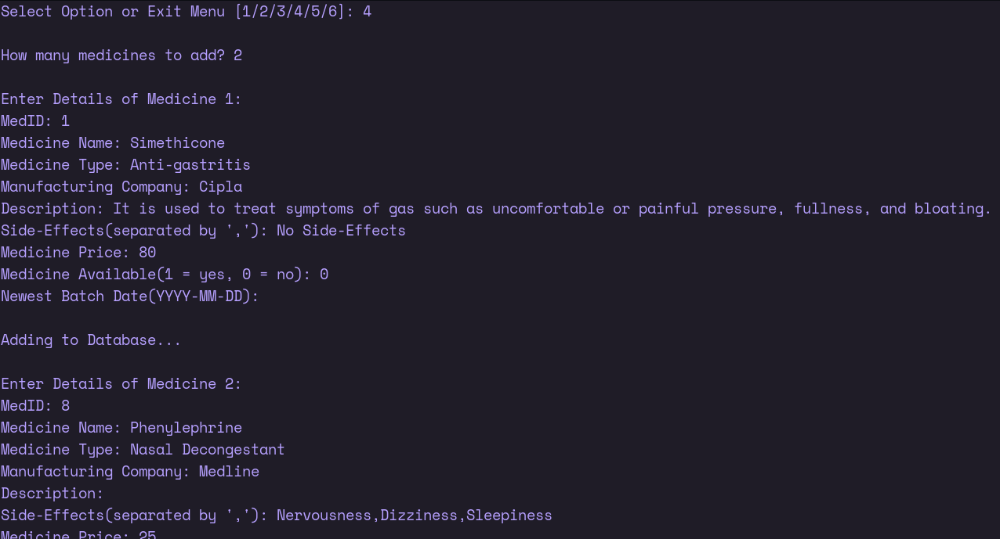 Select Option or Exit Menu [1/2/3/4/5/6]: 4
How many medicines to add? 2
Enter Details of Medicine 1:
MedID: 1
Medicine Name: Simethicone
Medicine Type: Anti-gastritis
Manufacturing Company: Cipla
Description: It is used to treat symptoms of gas such as uncomfortable or painful pressure, fullness, and bloating.
Side-Effects(separated by ','): No Side-Effects
Medicine Price: 80
Medicine Available(1 = yes, 0 = no): 0
Newest Batch Date(YYYY-MM-DD):
Adding to Database...
Enter Details of Medicine 2:
MedID: 8
Medicine Name: Phenylephrine
Medicine Type: Nasal Decongestant
Manufacturing Company: Medline
Description:
Side-Effects(separated by ','): Nervousness,Dizziness,Sleepiness
Medicine Price: 25